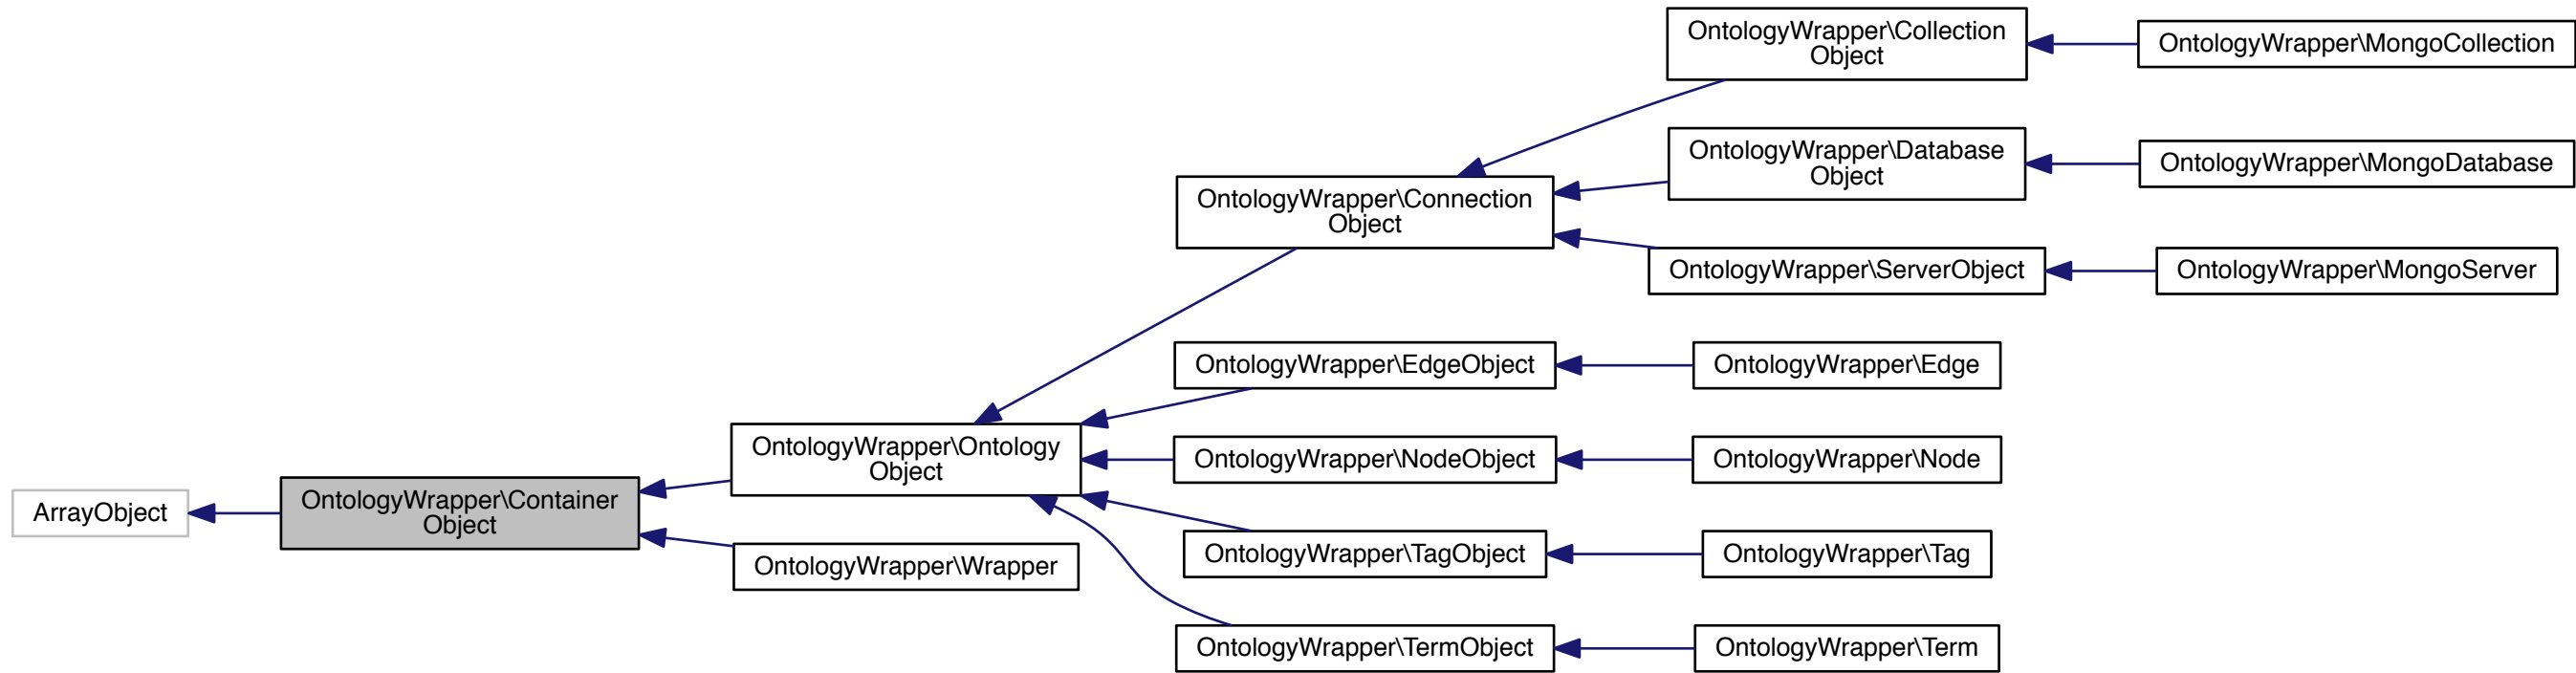 OntologyWrapper\Collection
Object
OntologyWrapper\MongoCollection
OntologyWrapper\Database
Object
OntologyWrapper\MongoDatabase
OntologyWrapper\Connection
Object
OntologyWrapper\ServerObject
OntologyWrapper\MongoServer
OntologyWrapper\EdgeObject
OntologyWrapper\Edge
OntologyWrapper\Ontology
Object
OntologyWrapper\NodeObject
OntologyWrapper\Node
ArrayObject
OntologyWrapper\Container
Object
OntologyWrapper\TagObject
OntologyWrapper\Tag
OntologyWrapper\Wrapper
OntologyWrapper\TermObject
OntologyWrapper\Term